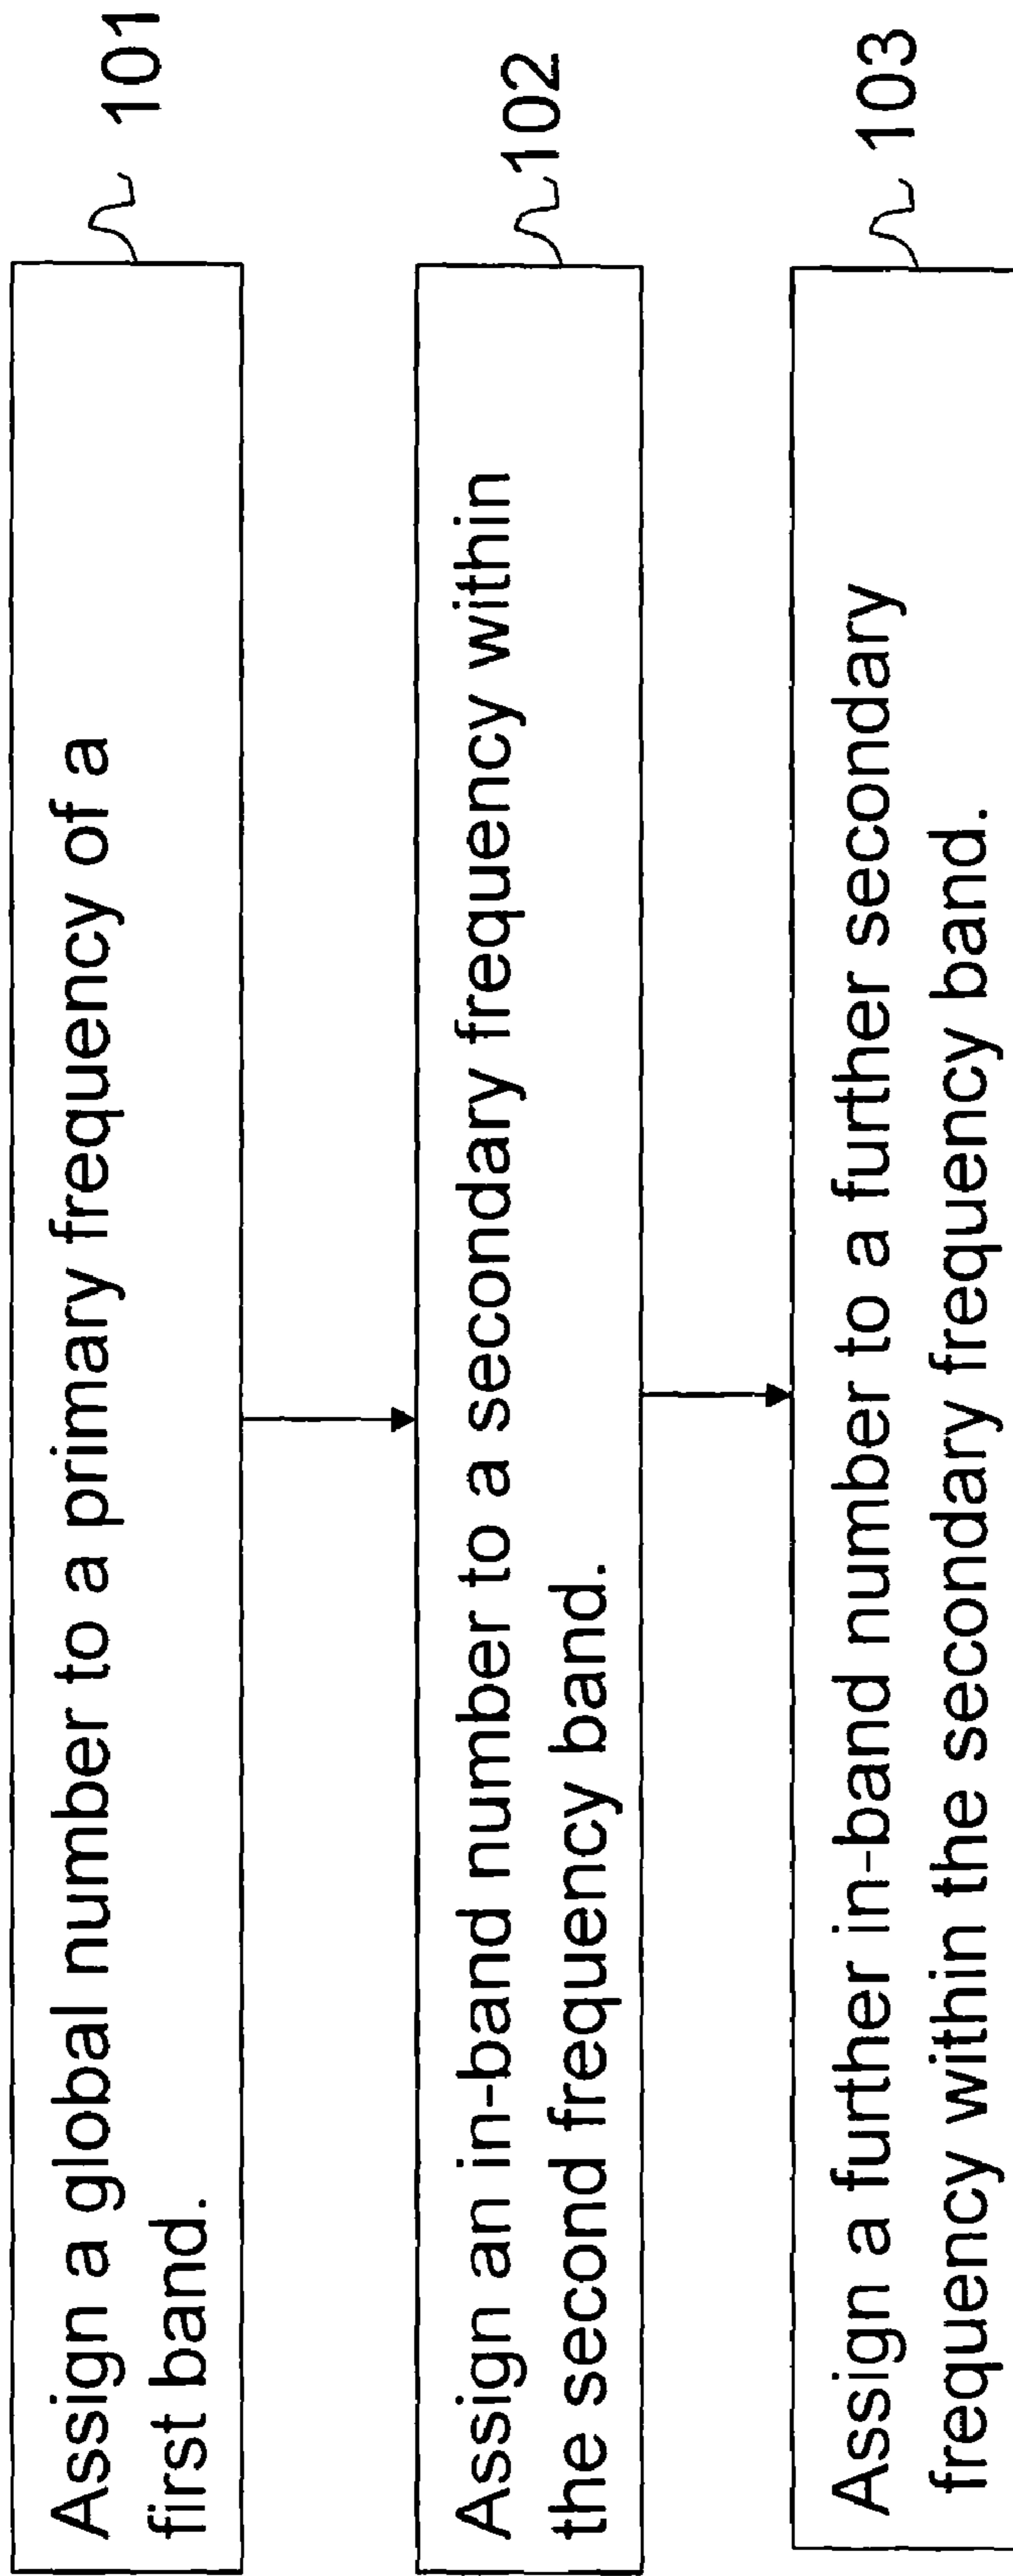 Assign a global number to a primary frequency of a
first band.
101
Assign an in-band number to a secondary frequency within
the second frequency band.
102
Assign a further in-band number to a further secondary
frequency within the secondary frequency band.
103